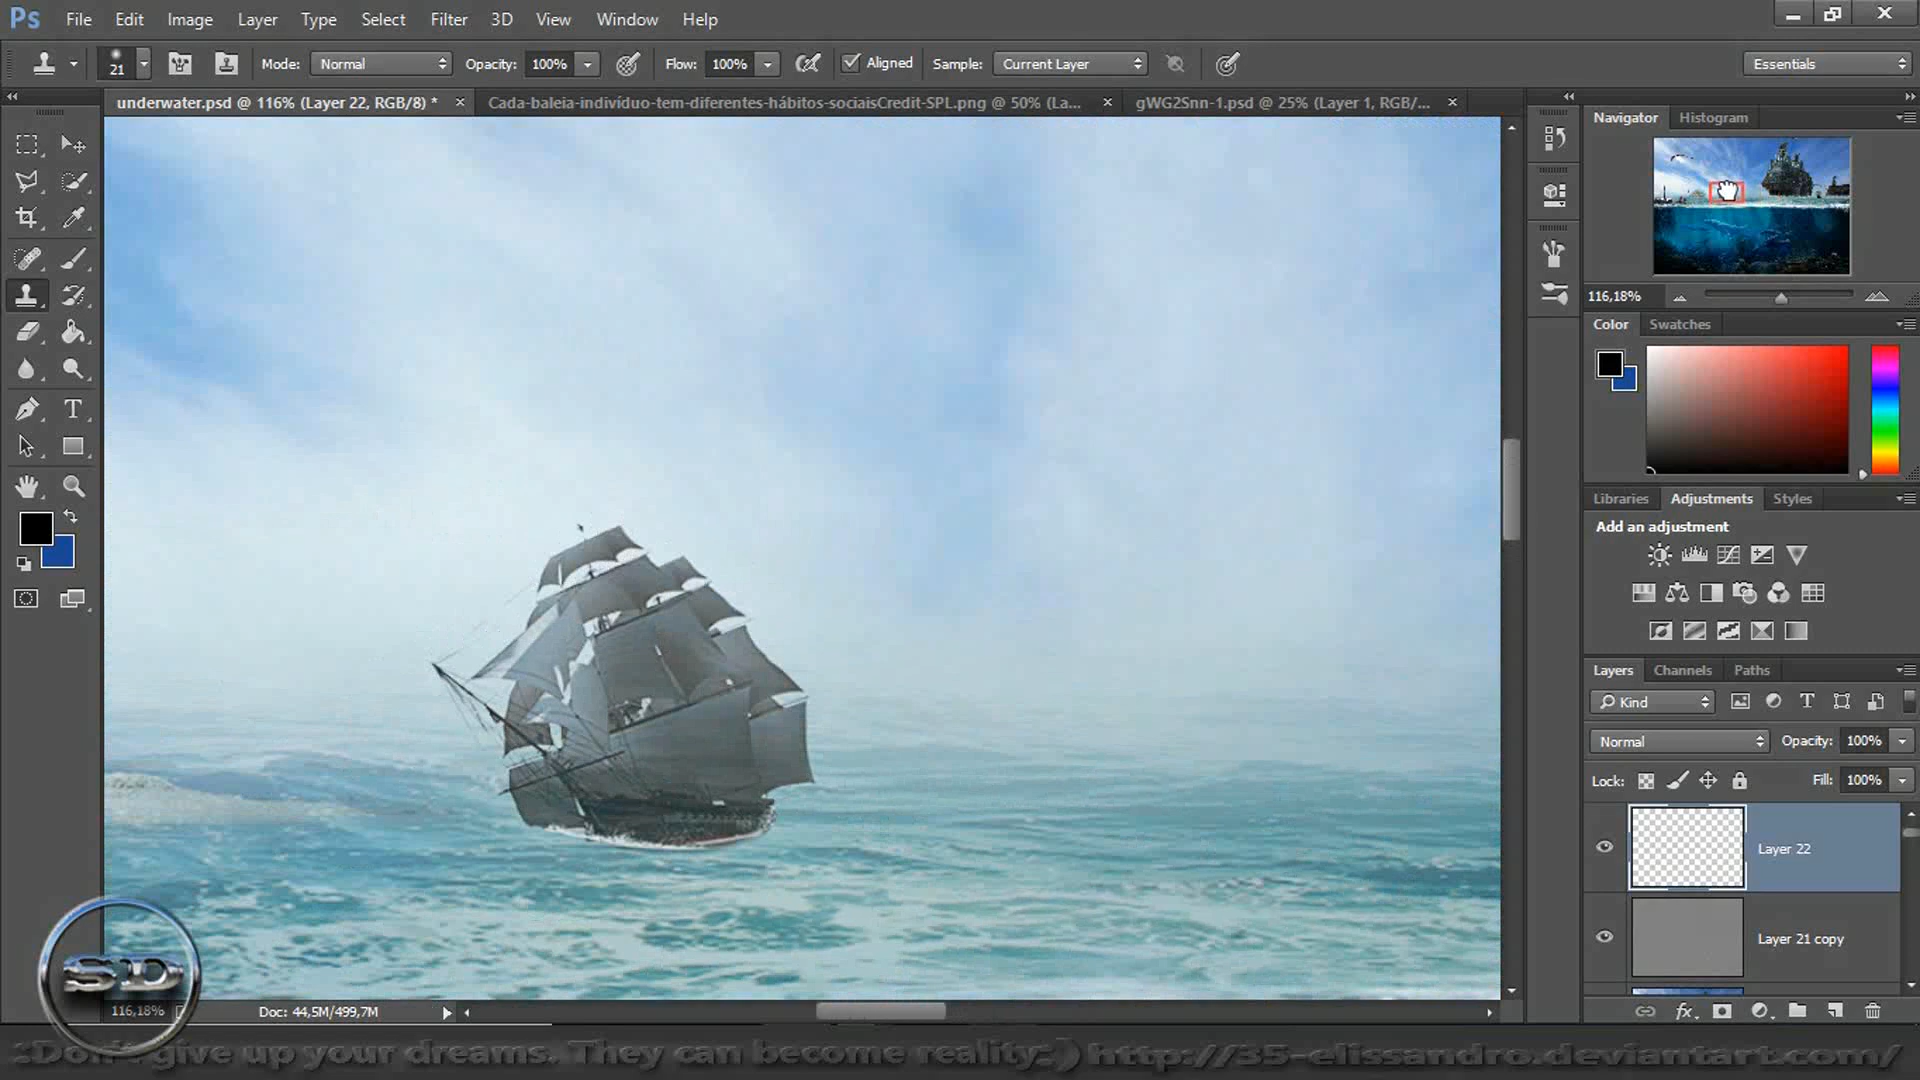 Ps File Edit Image Layer Type Select Filter 3D View Window Help
21 Mode: Normal Opacity: 100% Flow: 100% Aligned Sample: Current Layer Essentials
underwater.psd @ 116% (Layer 22, RGB/8) * Cada-baleia-indivíduo-tem-diferentes-hábitos-sociaisCredit-SPL.png @ 50% (La... gWG2Snn-1.psd @ 25% (Layer 1, RGB/...
Navigator Histogram
116,18%
Color Swatches
Libraries Adjustments Styles
Add an adjustment
Layers Channels Paths
Kind
Normal Opacity: 100%
Lock: Fill: 100%
Layer 22
Layer 21 copy
SD
116,18% Doc: 44,5M/499,7M
:Don't give up your dreams. They can become reality:) http://35-elissandro.deviantart.com/